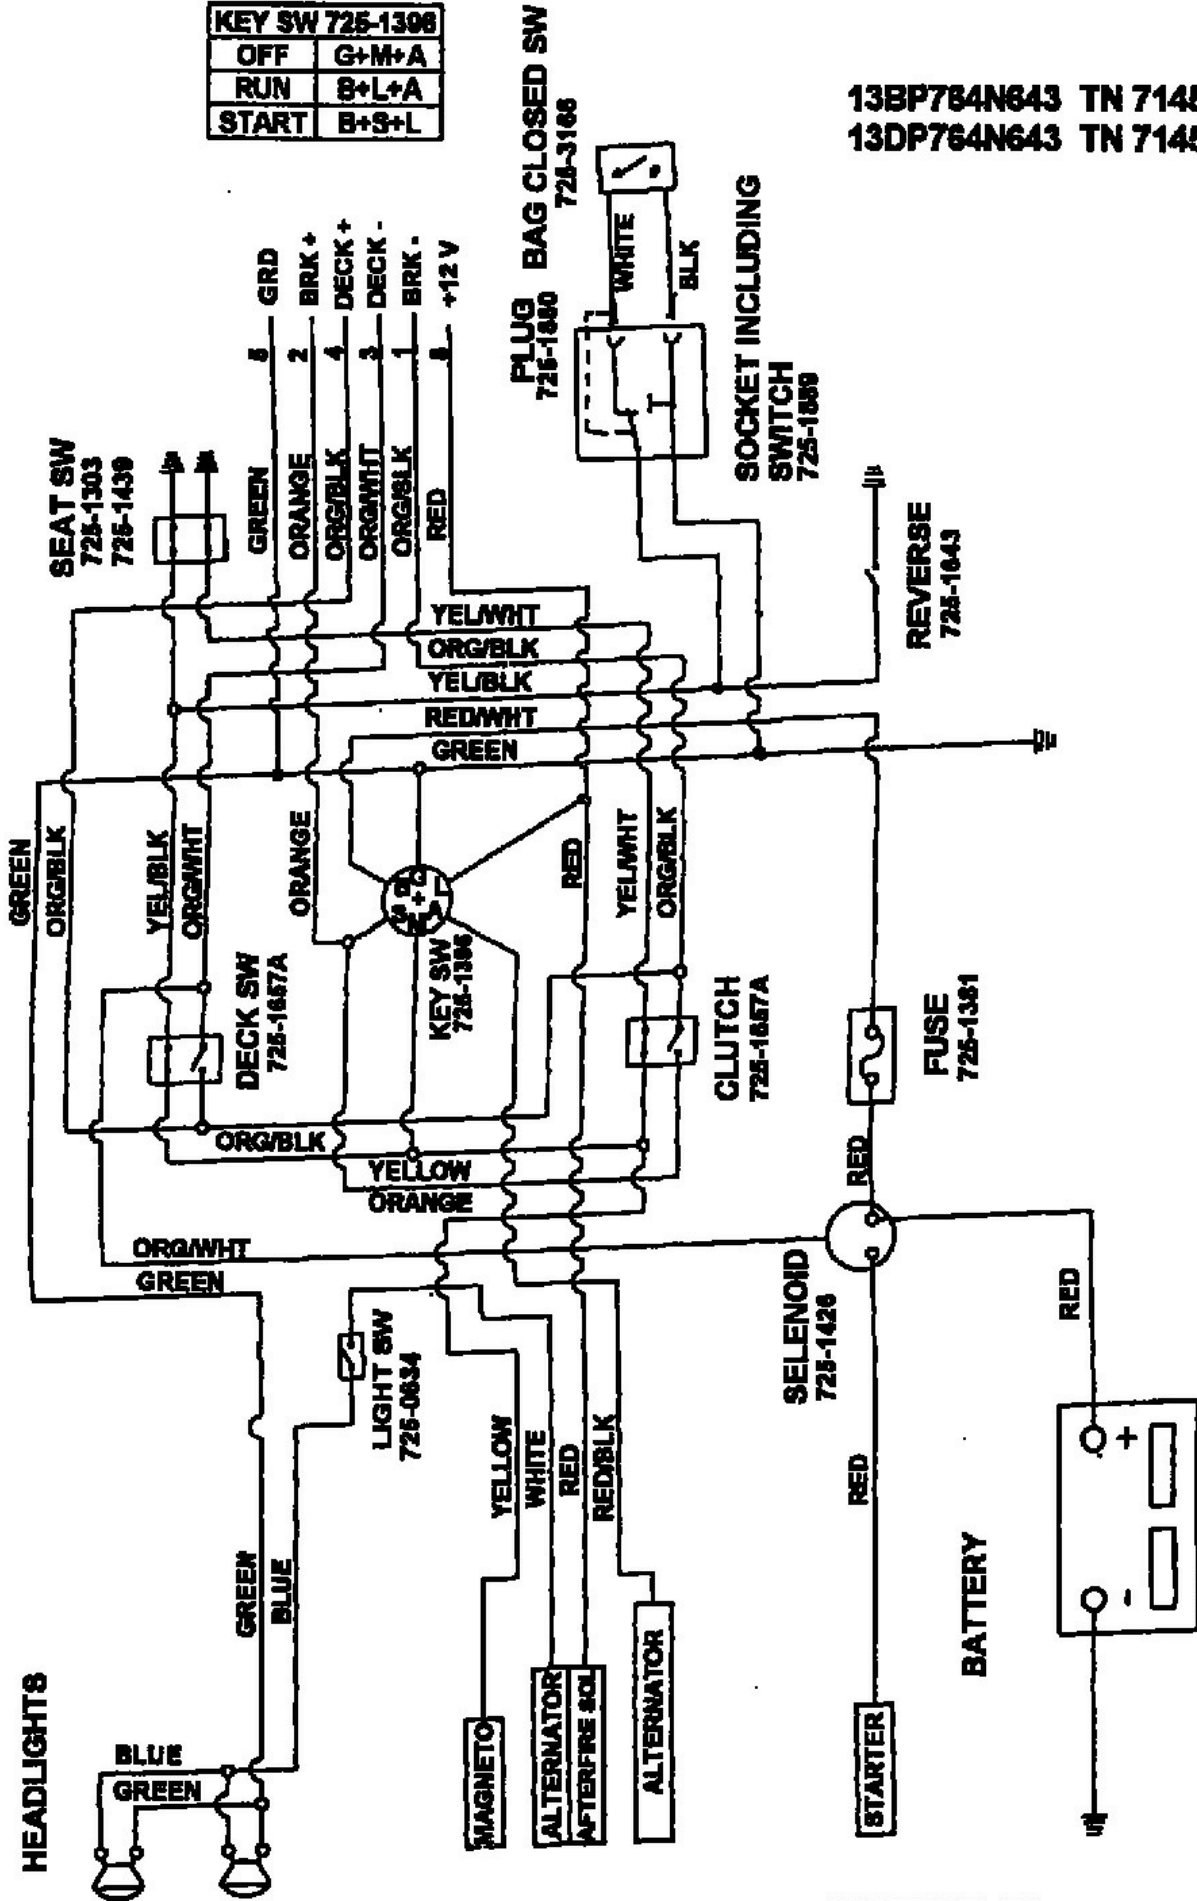 KEY SW 725-1396
OFF G+M+A
RUN B+L+A
START B+S+L
13BP764N643 TN 7145
13DP764N643 TN 7145
BAG CLOSED SW
725-3166
PLUG
WHITE
BLK
SOCKET INCLUDING
SWITCH
725-1889
SEAT SW
725-1303
725-1439
5 GRD
2 BRK +
4 DECK +
3 DECK -
1 BRK -
+12 V
GREEN
ORANGE
ORG/BLK
ORG/WHT
ORG/BLK
RED
YEL/WHT
ORG/BLK
YEL/BLK
RED/WHT
GREEN
REVERSE
725-1643
GREEN
ORG/BLK
YEL/BLK
ORG/WHT
ORANGE
RED
YEL/WHT
ORG/BLK
DECK SW
725-1657A
B
G
L
A
M
S
+
KEY SW
725-1396
CLUTCH
725-1657A
FUSE
725-1381
ORG/BLK
YELLOW
ORANGE
RED
ORG/WHT
GREEN
SELENOID
725-1426
RED
LIGHT SW
725-0634
YELLOW
WHITE
RED
RED/BLK
RED
GREEN
BLUE
BATTERY
+
-
HEADLIGHTS
BLUE
GREEN
MAGNETO
ALTERNATOR
AFTERFIRE SOL
ALTERNATOR
STARTER